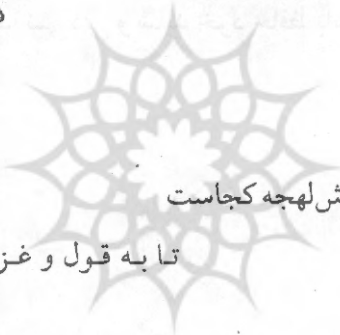 ش لهجه کجاست
تا به قول و غز